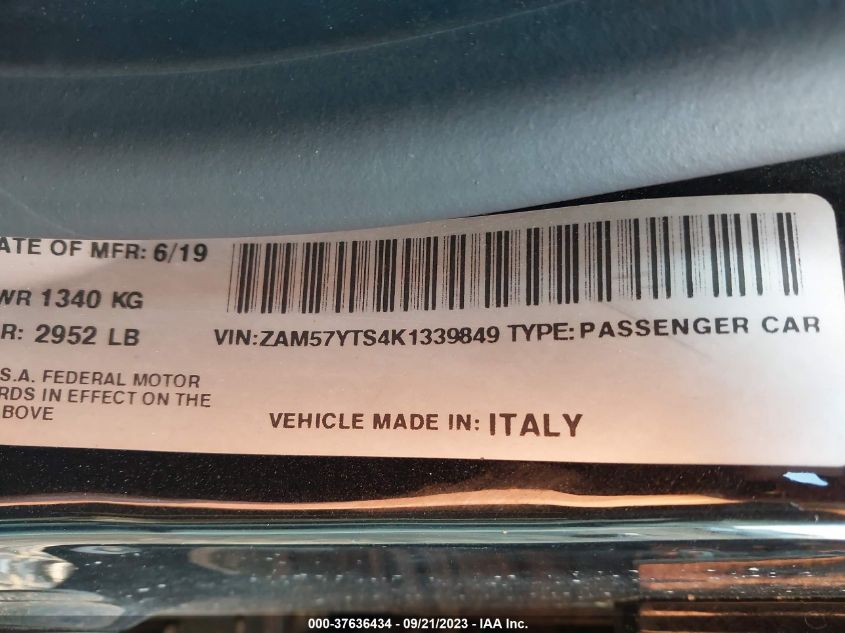 ATE OF MFR: 6/19
WR 1340 KG
R: 2952 LB
VIN:ZAM57YTS4K1339849 TYPE: PASSENGER CAR
S.A. FEDERAL MOTOR
RDS IN EFFECT ON THE
BOVE
VEHICLE MADE IN: ITALY
000-37636434 - 09/21/2023 - IAA Inc.